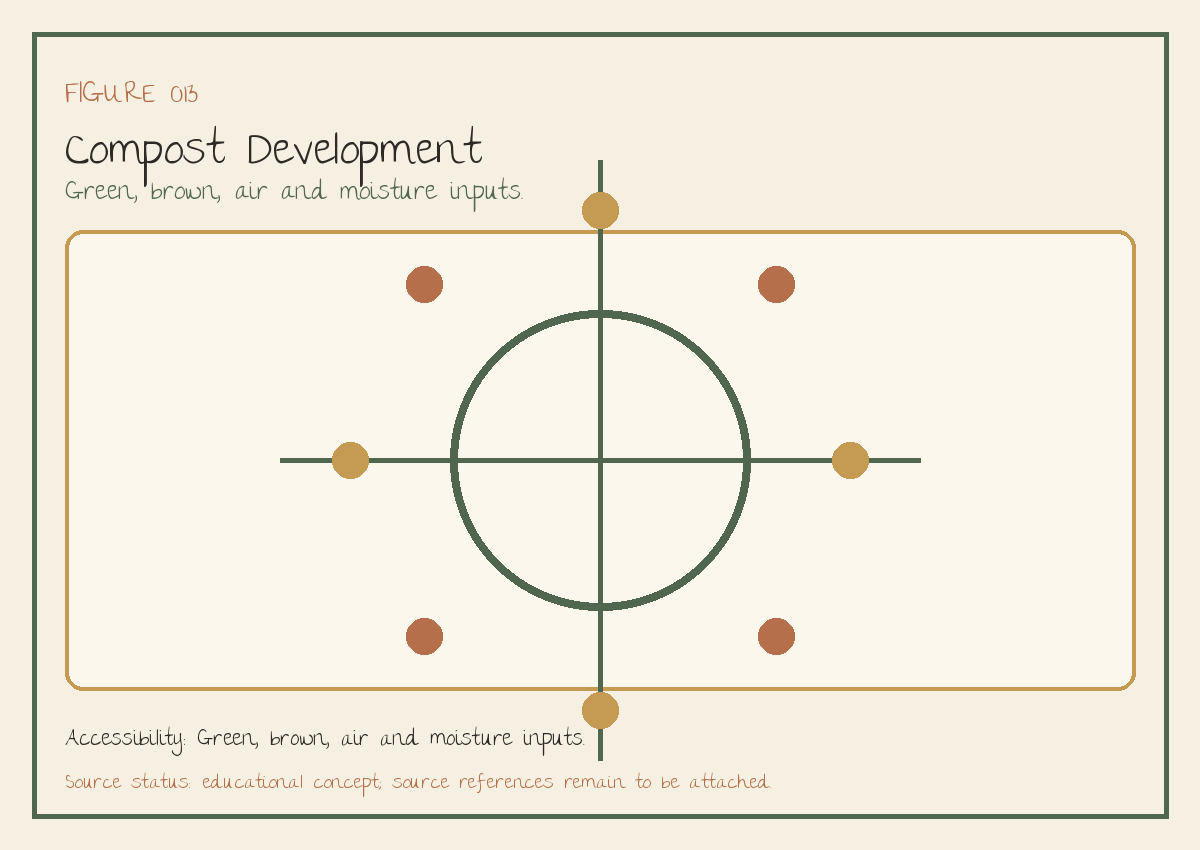 FIGURE 013
Compost Development
Green, brown, air and moisture inputs.
Accessibility: Green, brown, air and moisture inputs.
Source status: educational concept; source references remain to be attached.